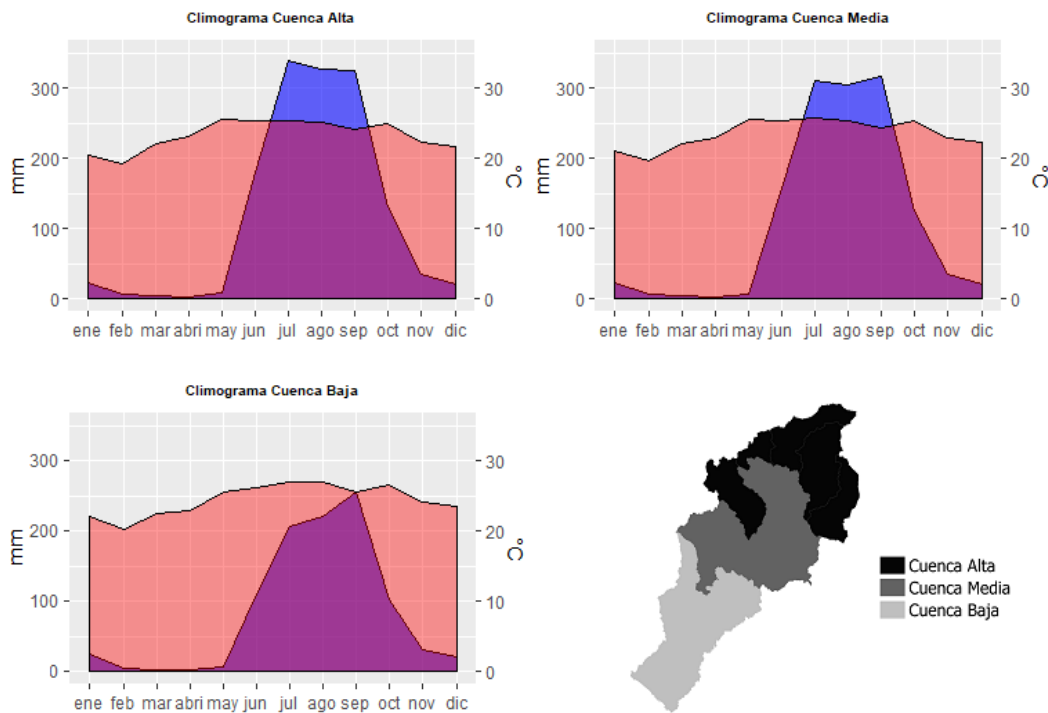 Climograma Cuenca Alta
300
200
100
0
mm
30
20
10
0
°C
ene feb mar abri may jun jul ago sep oct nov dic
Climograma Cuenca Media
300
200
100
0
mm
30
20
10
0
°C
ene feb mar abri may jun jul ago sep oct nov dic
Climograma Cuenca Baja
300
200
100
0
mm
30
20
10
0
°C
ene feb mar abri may jun jul ago sep oct nov dic
Cuenca Alta
Cuenca Media
Cuenca Baja